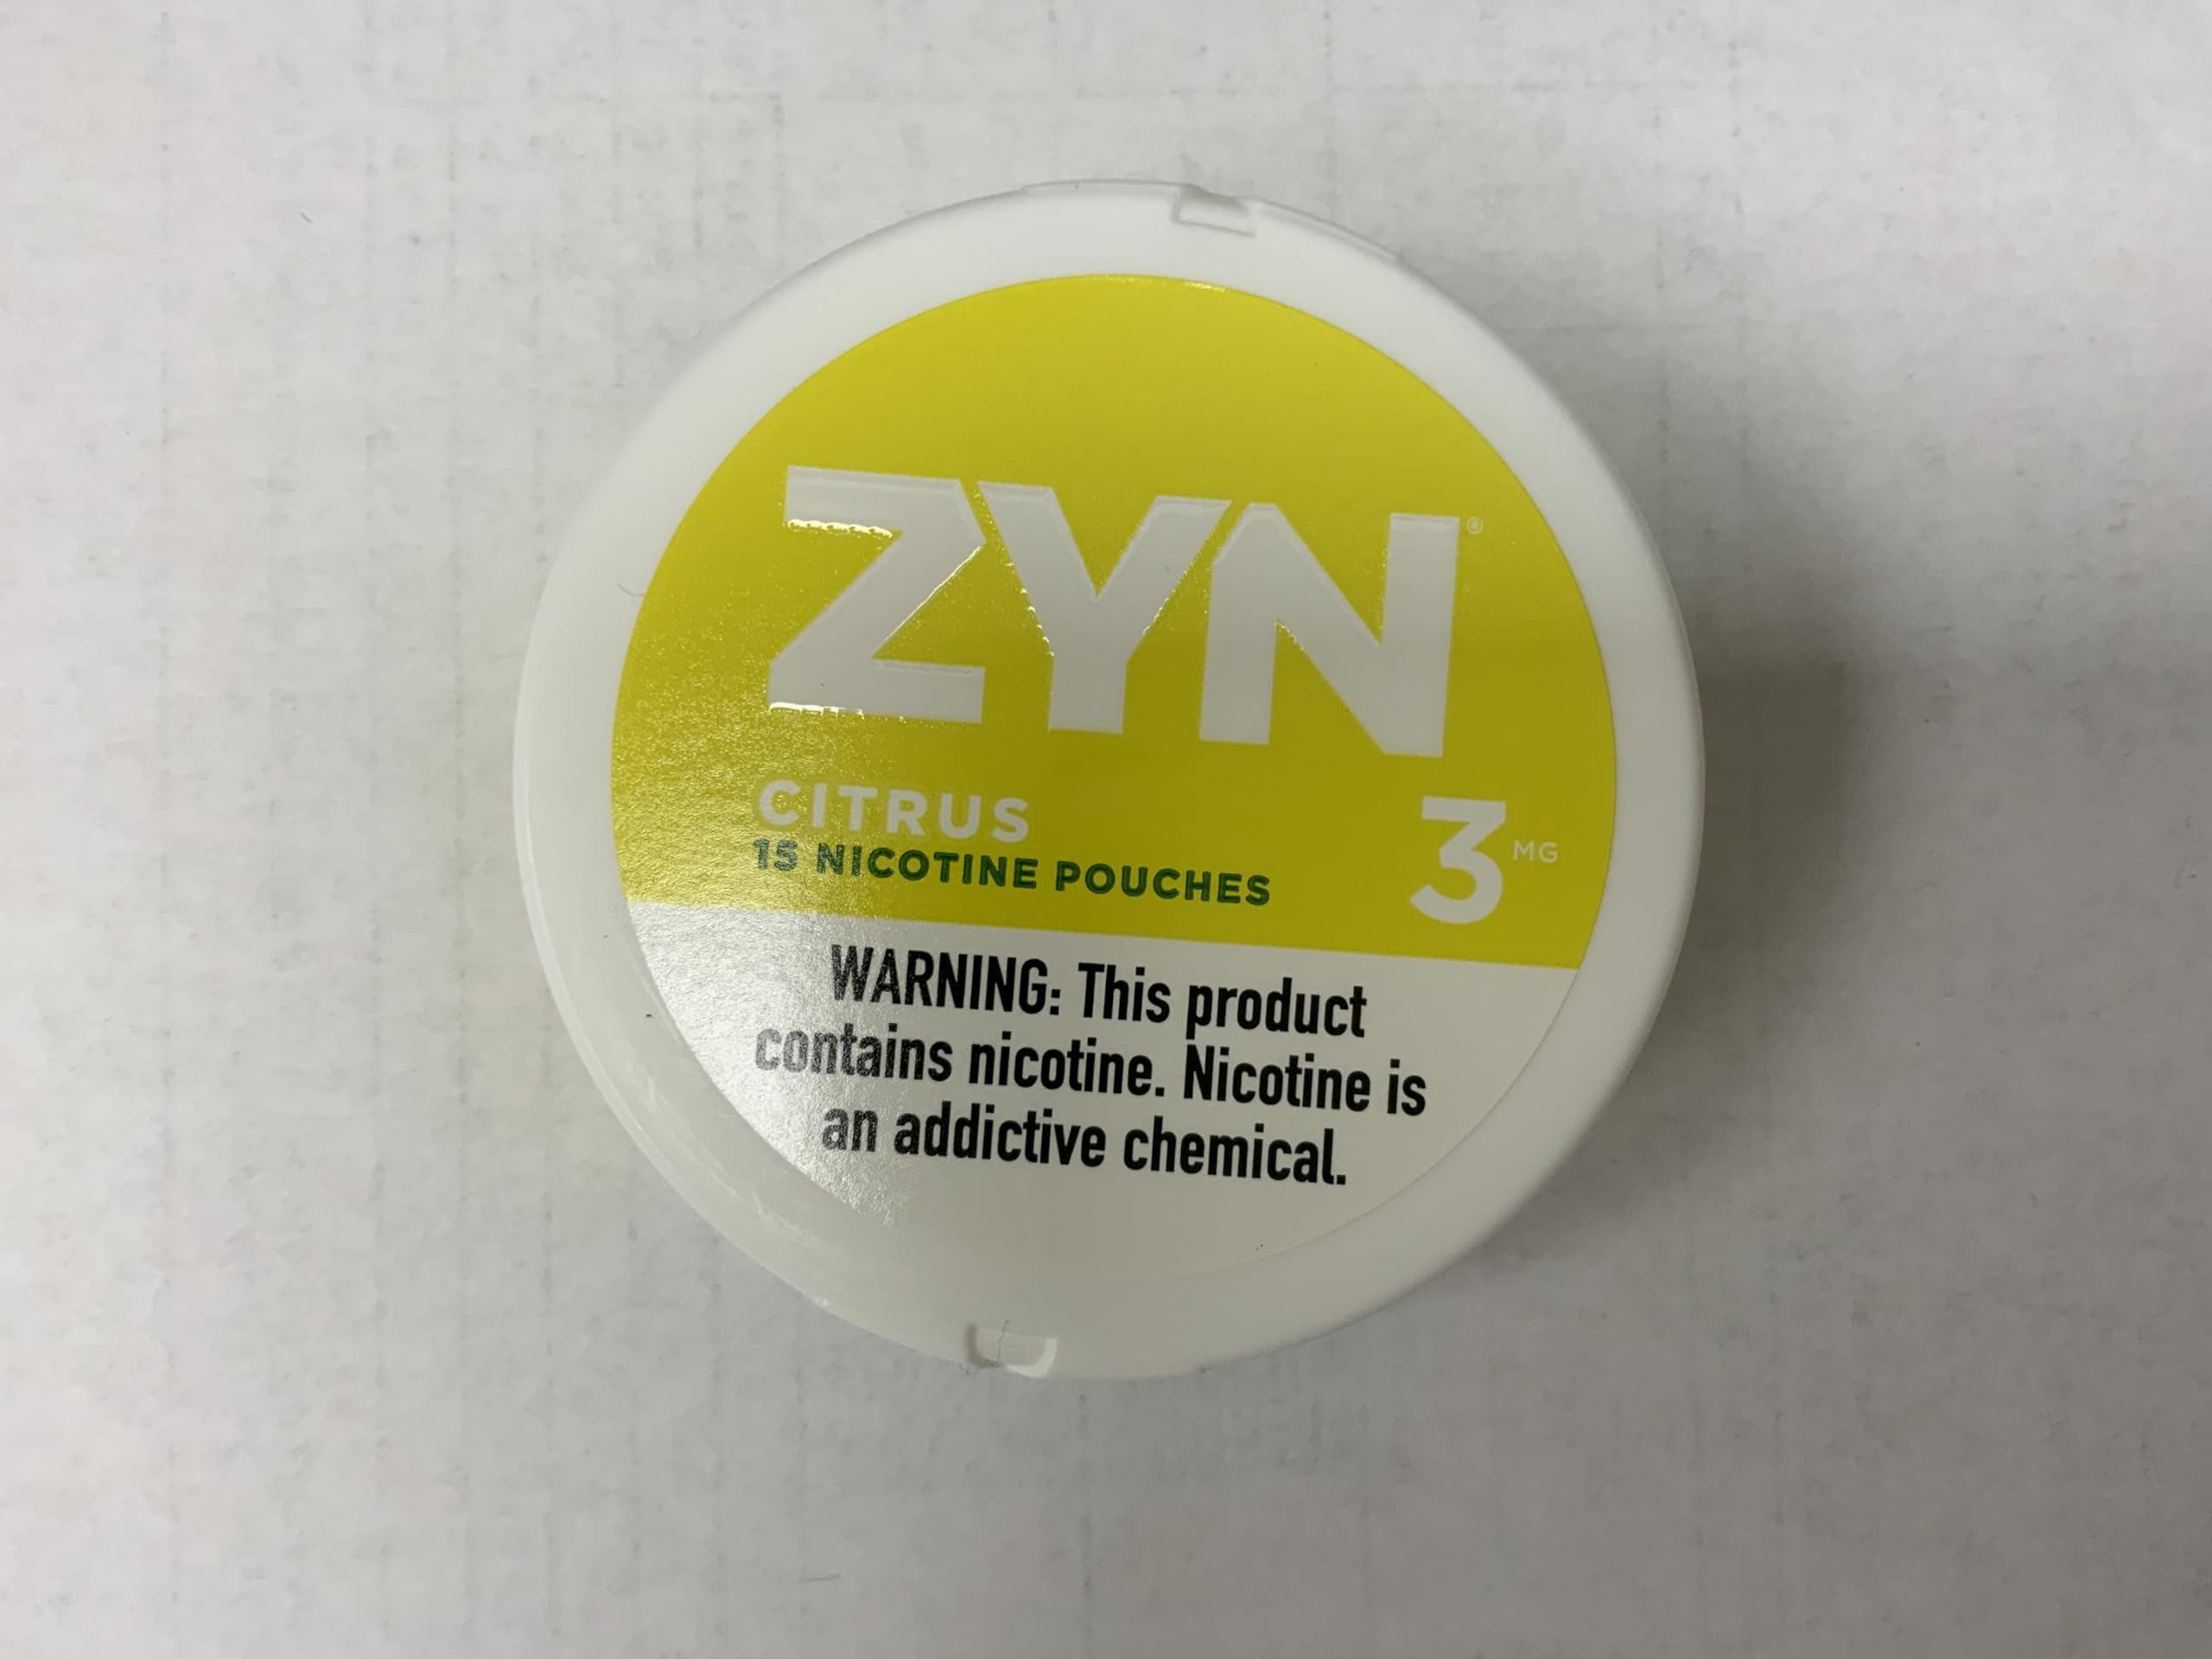 ZYN®
CITRUS
15 NICOTINE POUCHES
3 MG
WARNING: This product
contains nicotine. Nicotine is
an addictive chemical.